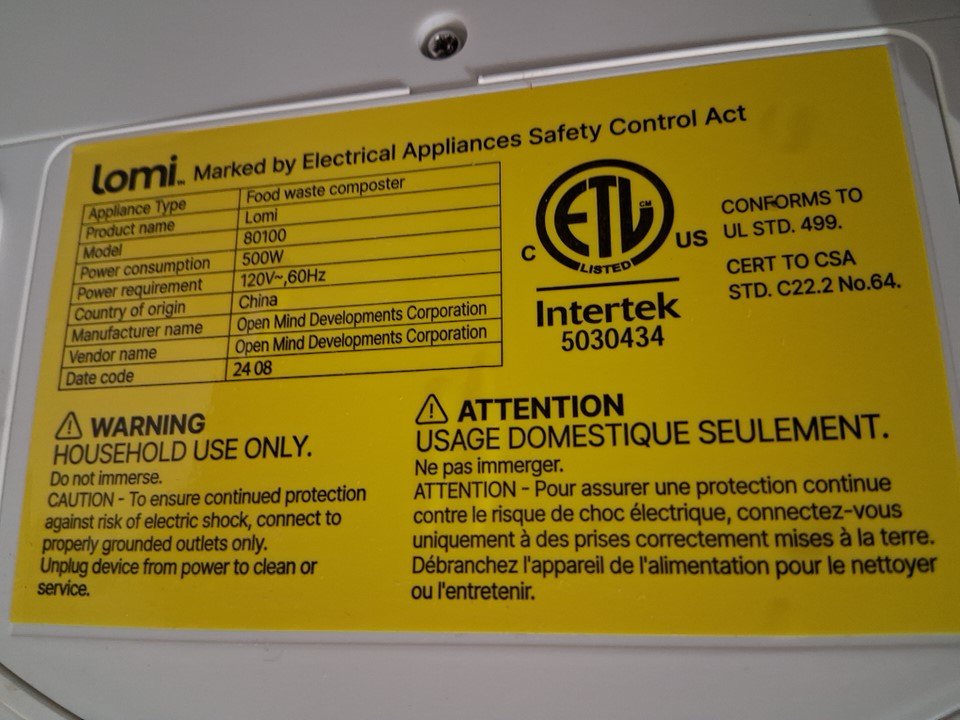 Lomi™ Marked by Electrical Appliances Safety Control Act
Appliance Type Food waste composter
Product name Lomi
Model 80100
Power consumption 500W
Power requirement 120V~,60Hz
Country of origin China
Manufacturer name Open Mind Developments Corporation
Vendor name Open Mind Developments Corporation
Date code 24 08
ETL CM
LISTED
C US
Intertek
5030434
CONFORMS TO
UL STD. 499.
CERT TO CSA
STD. C22.2 No.64.
WARNING
HOUSEHOLD USE ONLY.
Do not immerse.
CAUTION - To ensure continued protection
against risk of electric shock, connect to
properly grounded outlets only.
Unplug device from power to clean or
service.
ATTENTION
USAGE DOMESTIQUE SEULEMENT.
Ne pas immerger.
ATTENTION - Pour assurer une protection continue
contre le risque de choc électrique, connectez-vous
uniquement à des prises correctement mises à la terre.
Débranchez l'appareil de l'alimentation pour le nettoyer
ou l'entretenir.